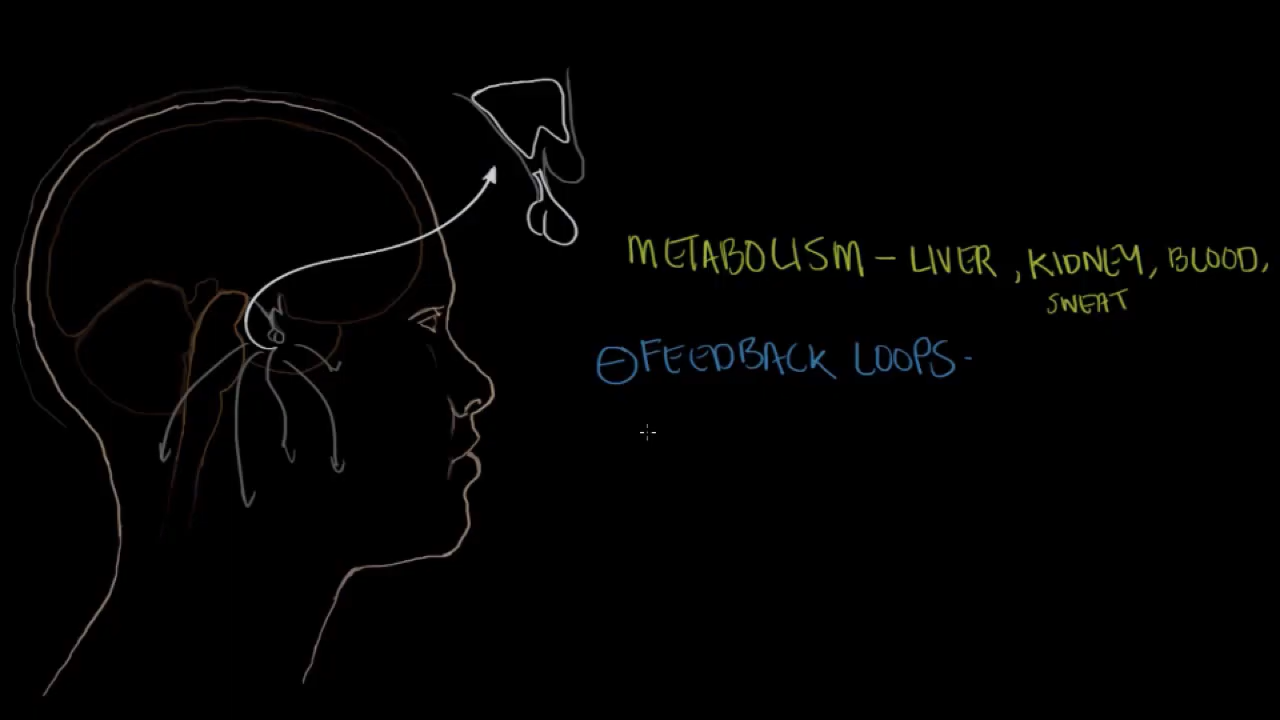 METABOLISM - LIVER, KIDNEY, BLOOD,
SWEAT
⊖FEEDBACK LOOPS-